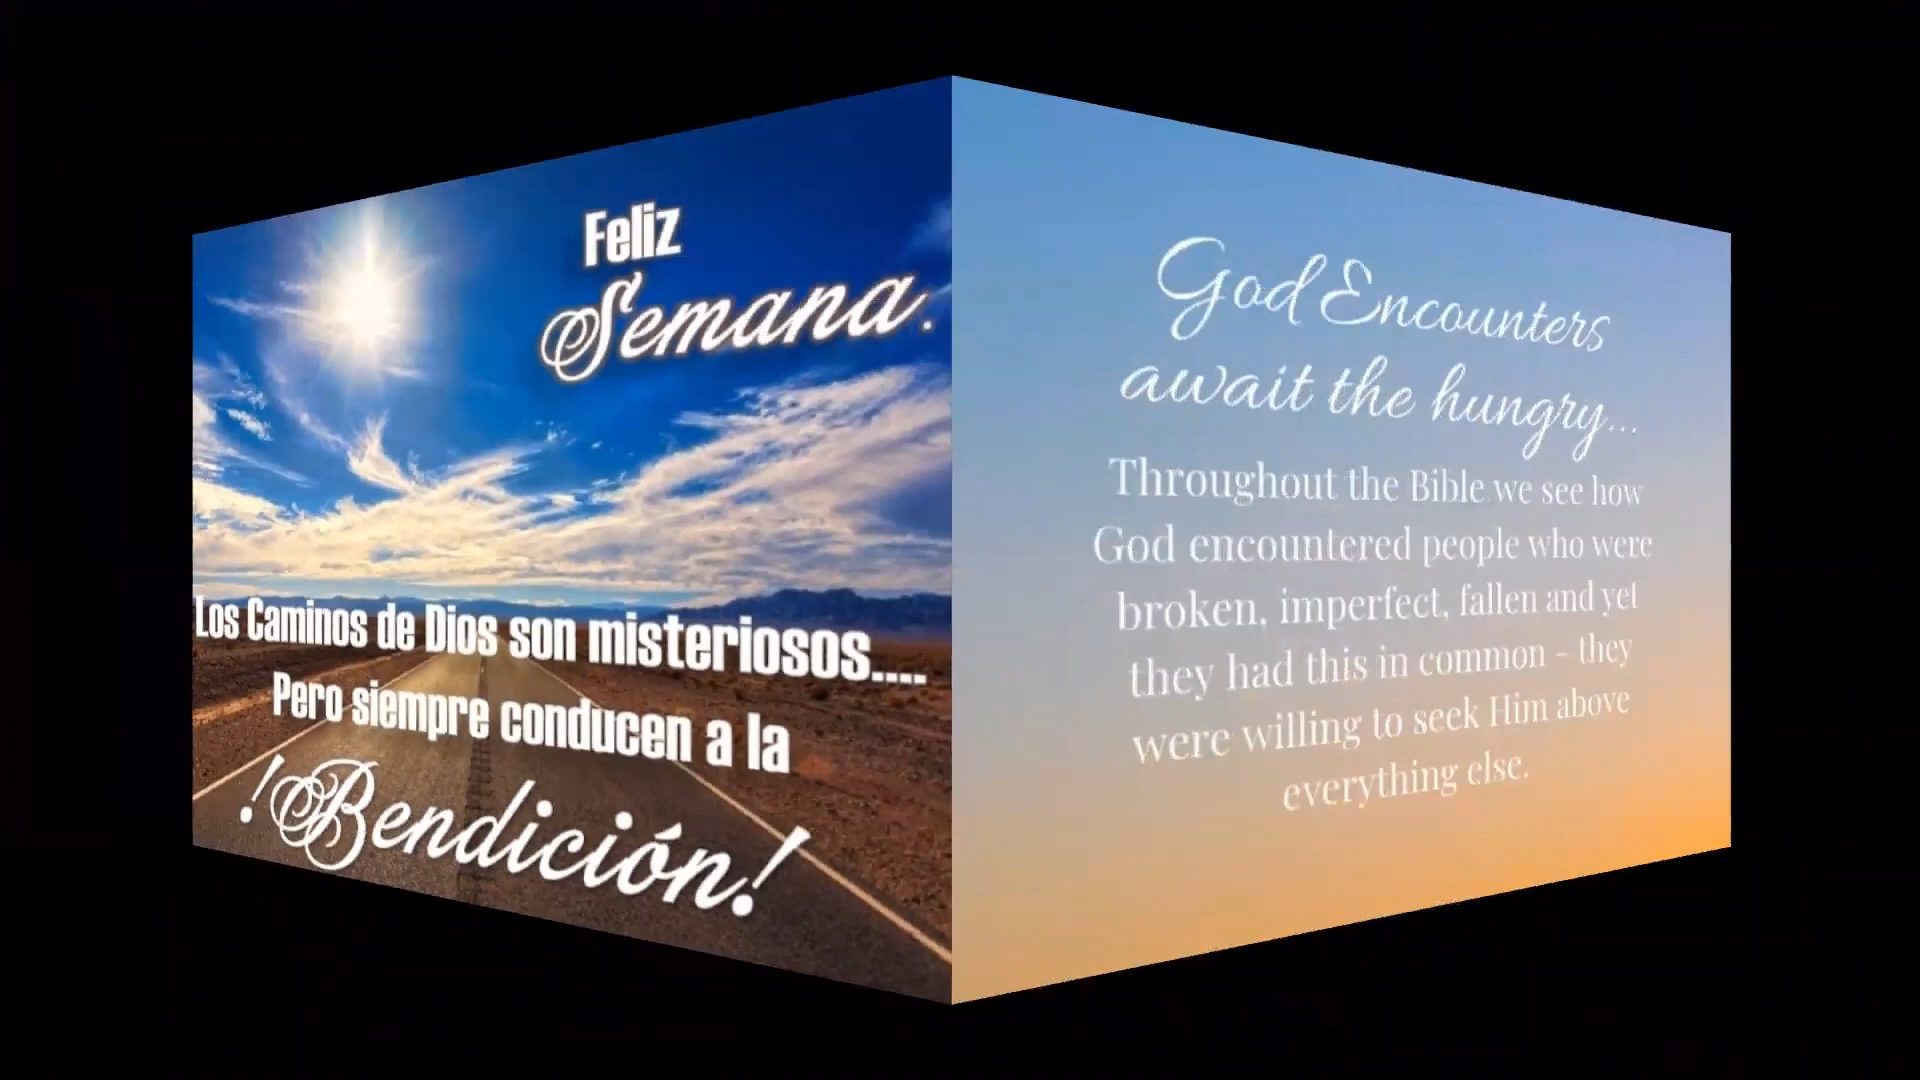 Feliz
Semana.
Los Caminos de Dios son misteriosos....
Pero siempre conducen a la
!Bendición!
God Encounters
await the hungry...
Throughout the Bible we see how
God encountered people who were
broken, imperfect, fallen and yet
they had this in common - they
were willing to seek Him above
everything else.